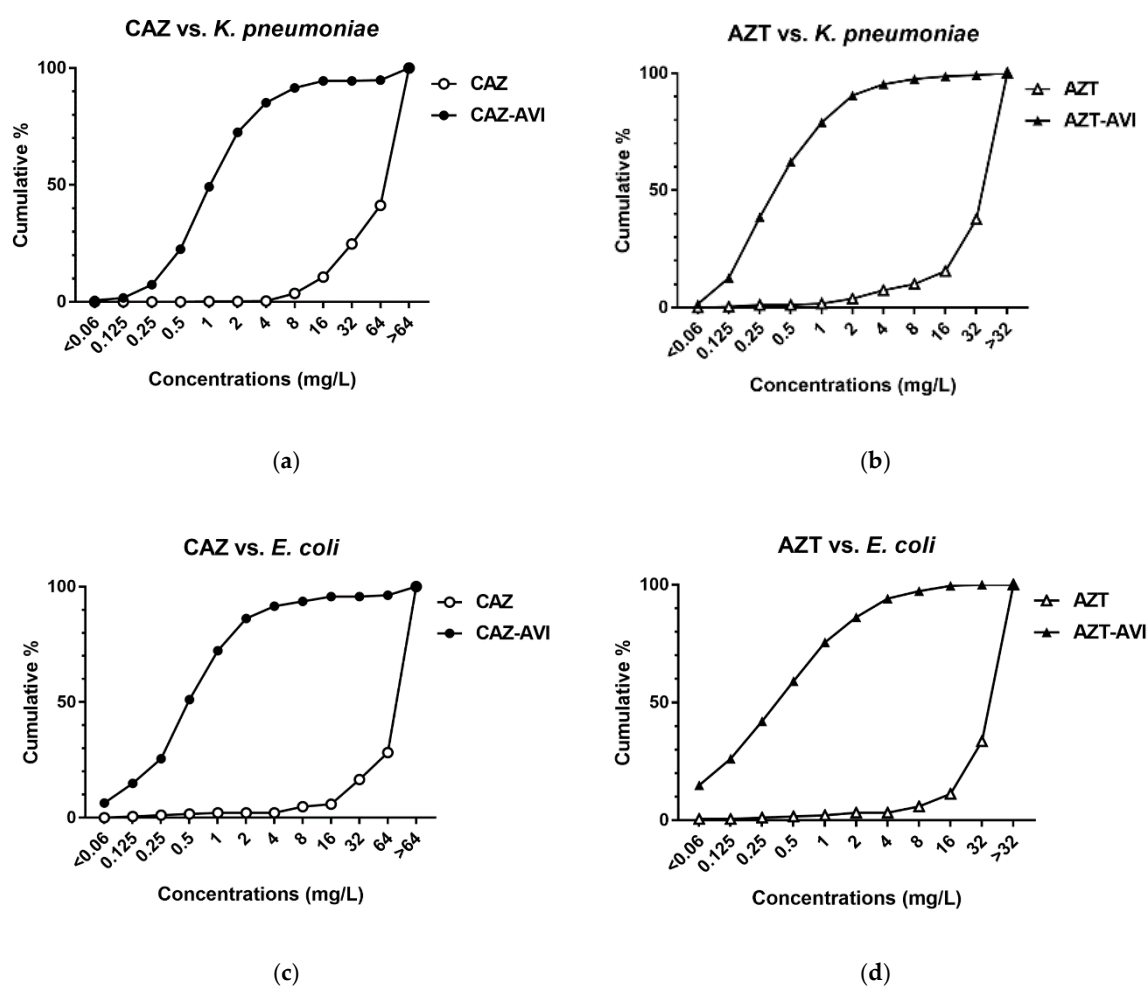 CAZ vs. K. pneumoniae
100
50
0
Cumulative %
<0.06
0.125
0.25
0.5
1
2
4
8
16
32
64
>64
Concentrations (mg/L)
CAZ
CAZ-AVI
(a)
AZT vs. K. pneumoniae
100
50
0
Cumulative %
<0.06
0.125
0.25
0.5
1
2
4
8
16
32
>32
Concentrations (mg/L)
AZT
AZT-AVI
(b)
CAZ vs. E. coli
100
50
0
Cumulative %
<0.06
0.125
0.25
0.5
1
2
4
8
16
32
64
>64
Concentrations (mg/L)
CAZ
CAZ-AVI
(c)
AZT vs. E. coli
100
50
0
Cumulative %
<0.06
0.125
0.25
0.5
1
2
4
8
16
32
>32
Concentrations (mg/L)
AZT
AZT-AVI
(d)